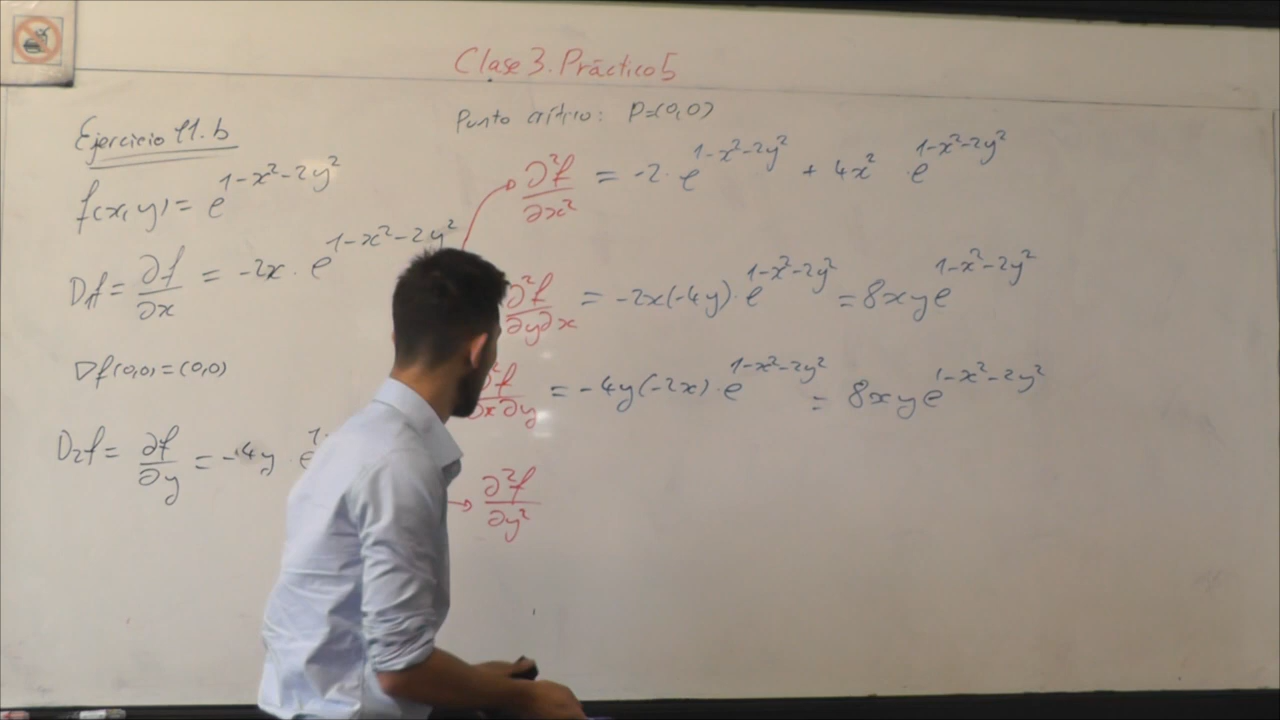 Clase 3. Práctico 5
Ejercicio 11.b
f(x,y) = e^{1-x²-2y²}
D₁f = ∂f/∂x = -2x · e^{1-x²-2y²}
Df(0,0) = (0,0)
D₂f = ∂f/∂y = -4y · e
Punto crítico: P=(0,0)
∂²f/∂x² = -2 · e^{1-x²-2y²} + 4x² · e^{1-x²-2y²}
∂²f/∂y∂x = -2x(-4y) · e^{1-x²-2y²} = 8xye^{1-x²-2y²}
∂²f/∂x∂y = -4y(-2x) · e^{1-x²-2y²} = 8xye^{1-x²-2y²}
∂²f/∂y²